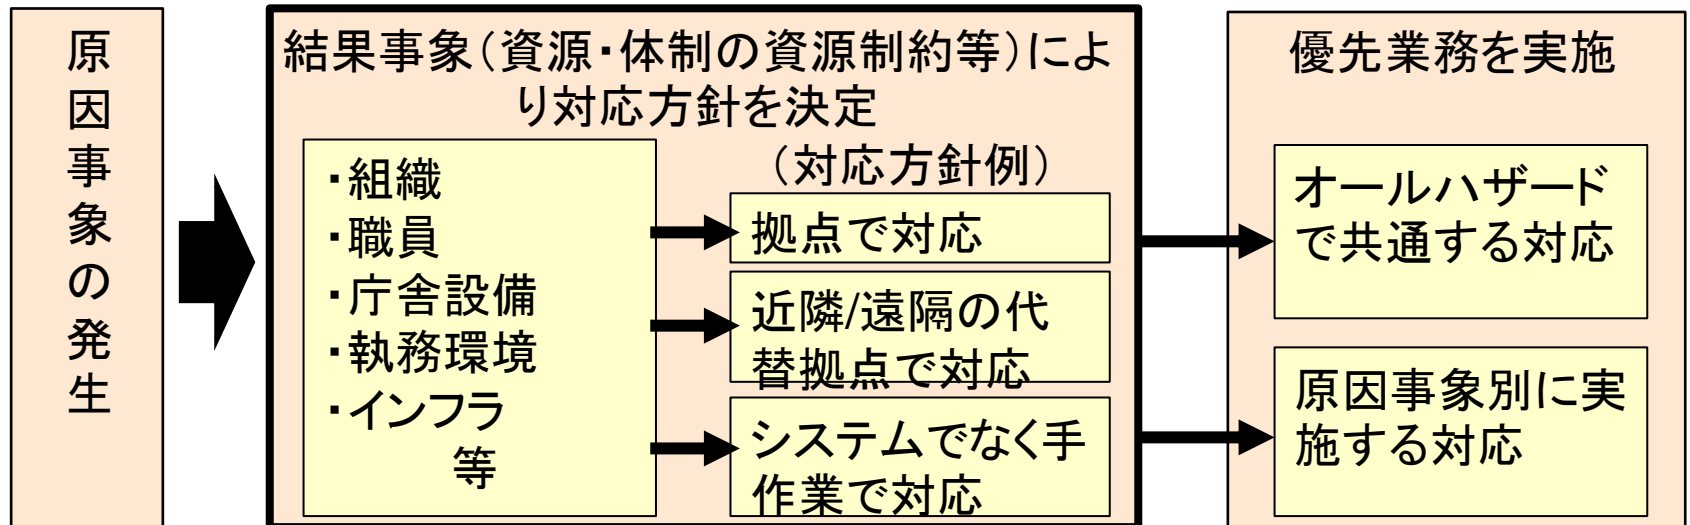 原因事象の発生
結果事象（資源・体制の資源制約等）によ
り対応方針を決定
・組織
・職員
・庁舎設備
・執務環境
・インフラ
等
（対応方針例）
拠点で対応
近隣/遠隔の代
替拠点で対応
システムでなく手
作業で対応
優先業務を実施
オールハザード
で共通する対応
原因事象別に実
施する対応